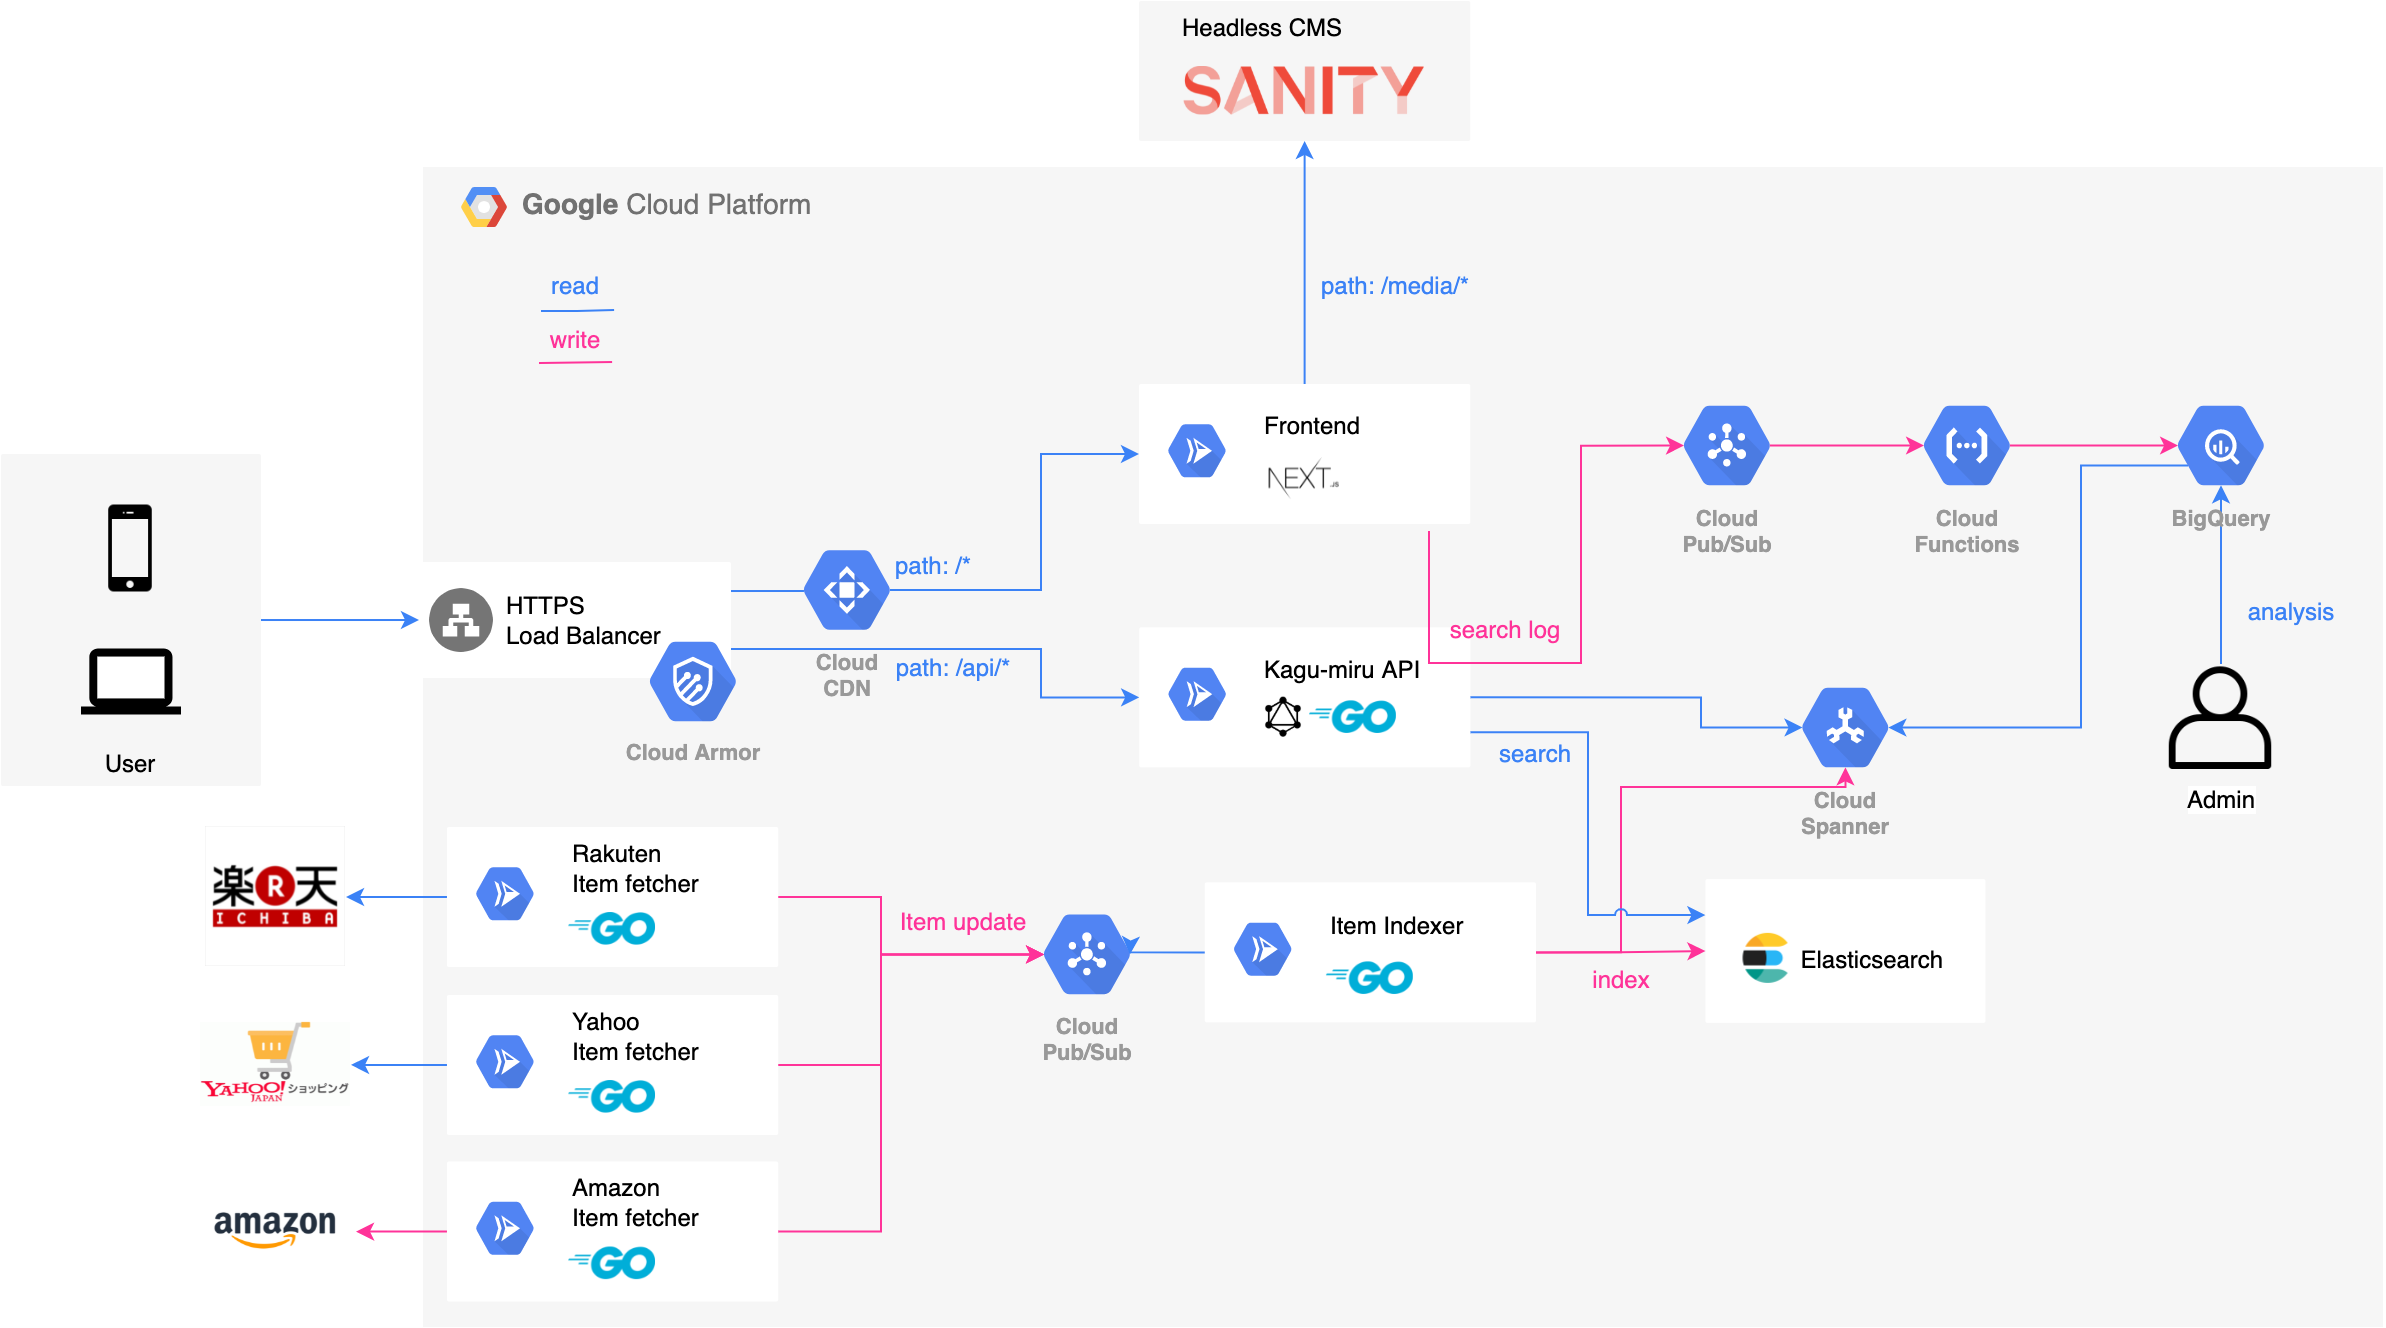 Headless CMS
SANITY
Google Cloud Platform
read
write
path: /media/*
Frontend
NEXT.JS
Cloud
Pub/Sub
Cloud
Functions
BigQuery
analysis
Admin
User
HTTPS
Load Balancer
Cloud Armor
Cloud
CDN
path: /*
path: /api/*
Kagu-miru API
GO
search log
search
Cloud
Spanner
楽R天
ICHIBA
Rakuten
Item fetcher
GO
Item update
Cloud
Pub/Sub
Item Indexer
GO
index
Elasticsearch
YAHOO!ショッピング
JAPAN
Yahoo
Item fetcher
GO
amazon
Amazon
Item fetcher
GO